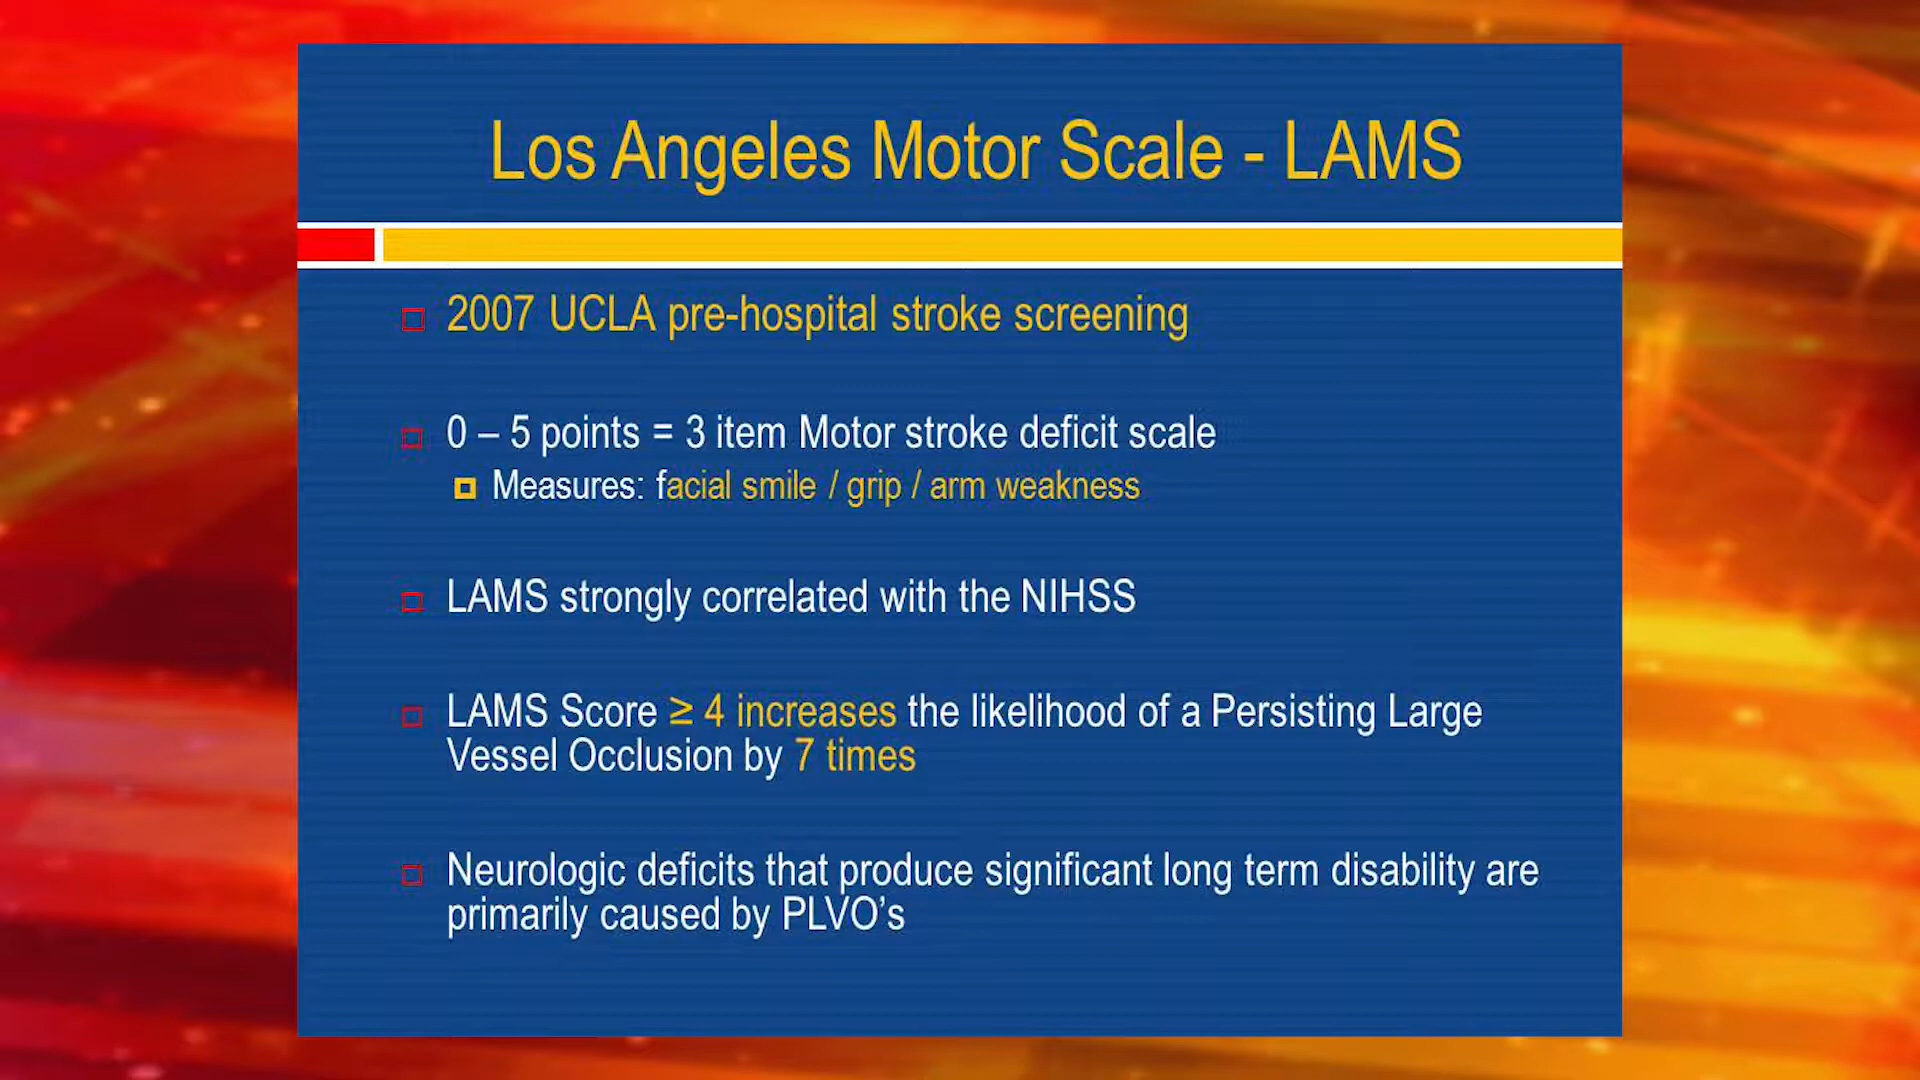 Los Angeles Motor Scale - LAMS
2007 UCLA pre-hospital stroke screening
0 – 5 points = 3 item Motor stroke deficit scale
Measures: facial smile / grip / arm weakness
LAMS strongly correlated with the NIHSS
LAMS Score ≥ 4 increases the likelihood of a Persisting Large
Vessel Occlusion by 7 times
Neurologic deficits that produce significant long term disability are
primarily caused by PLVO’s